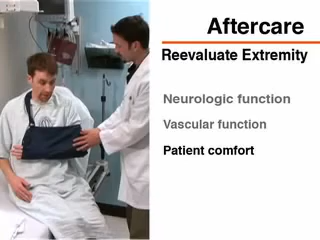 Aftercare
Reevaluate Extremity
Neurologic function
Vascular function
Patient comfort